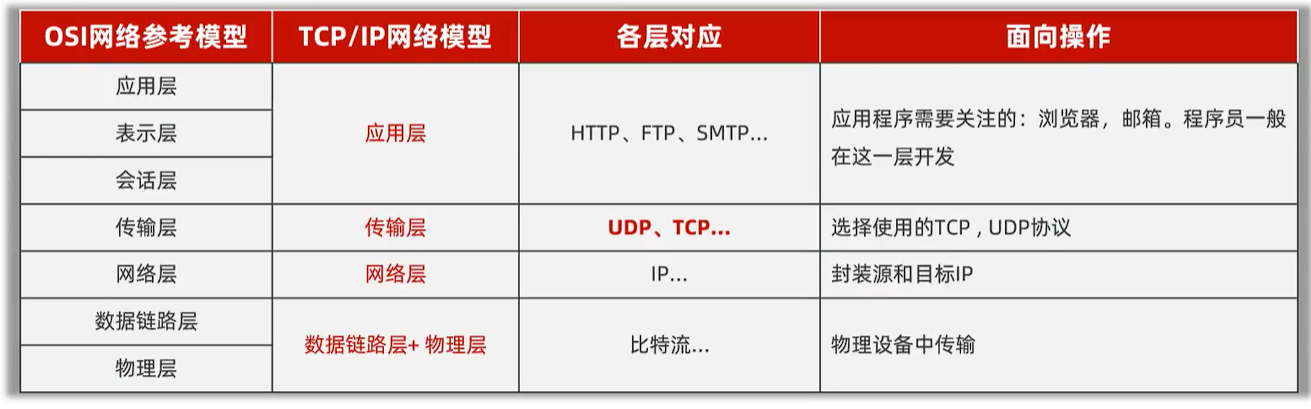 OSI网络参考模型 TCP/IP网络模型 各层对应 面向操作
应用层
表示层
会话层
应用层
HTTP、FTP、SMTP...
应用程序需要关注的：浏览器，邮箱。程序员一般
在这一层开发
传输层 传输层 UDP、TCP... 选择使用的TCP , UDP协议
网络层 网络层 IP... 封装源和目标IP
数据链路层
物理层
数据链路层+ 物理层
比特流...
物理设备中传输